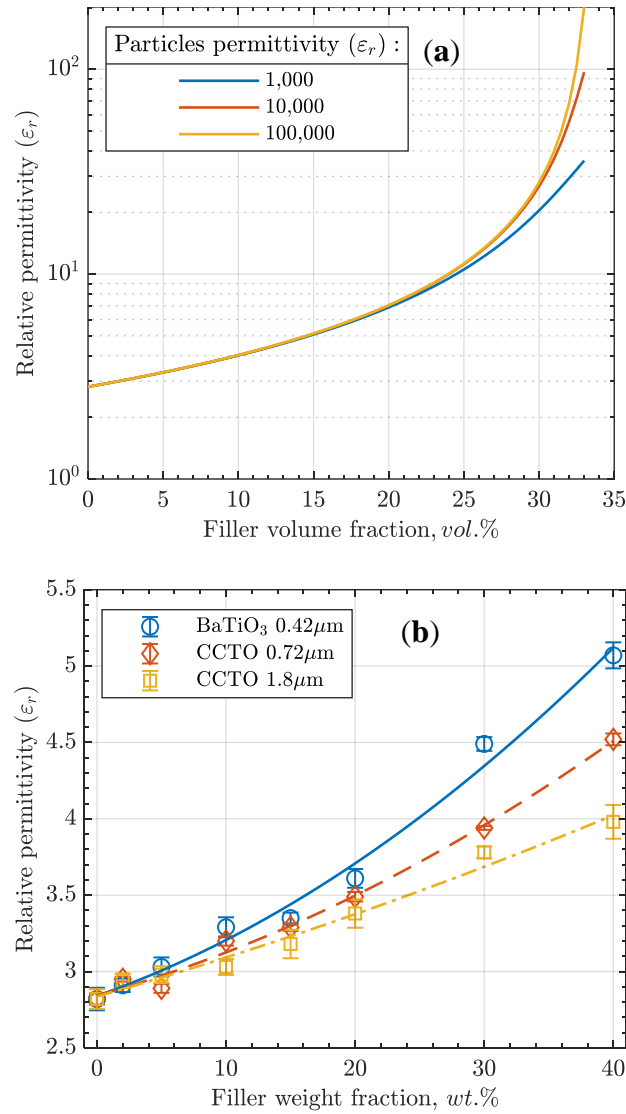 (a)
Particles permittivity (εr) :
1,000
10,000
100,000
Relative permittivity (εr)
10²
10¹
10⁰
0 5 10 15 20 25 30 35
Filler volume fraction, vol.%
(b)
BaTiO₃ 0.42μm
CCTO 0.72μm
CCTO 1.8μm
Relative permittivity (εr)
5.5
5
4.5
4
3.5
3
2.5
0 10 20 30 40
Filler weight fraction, wt.%